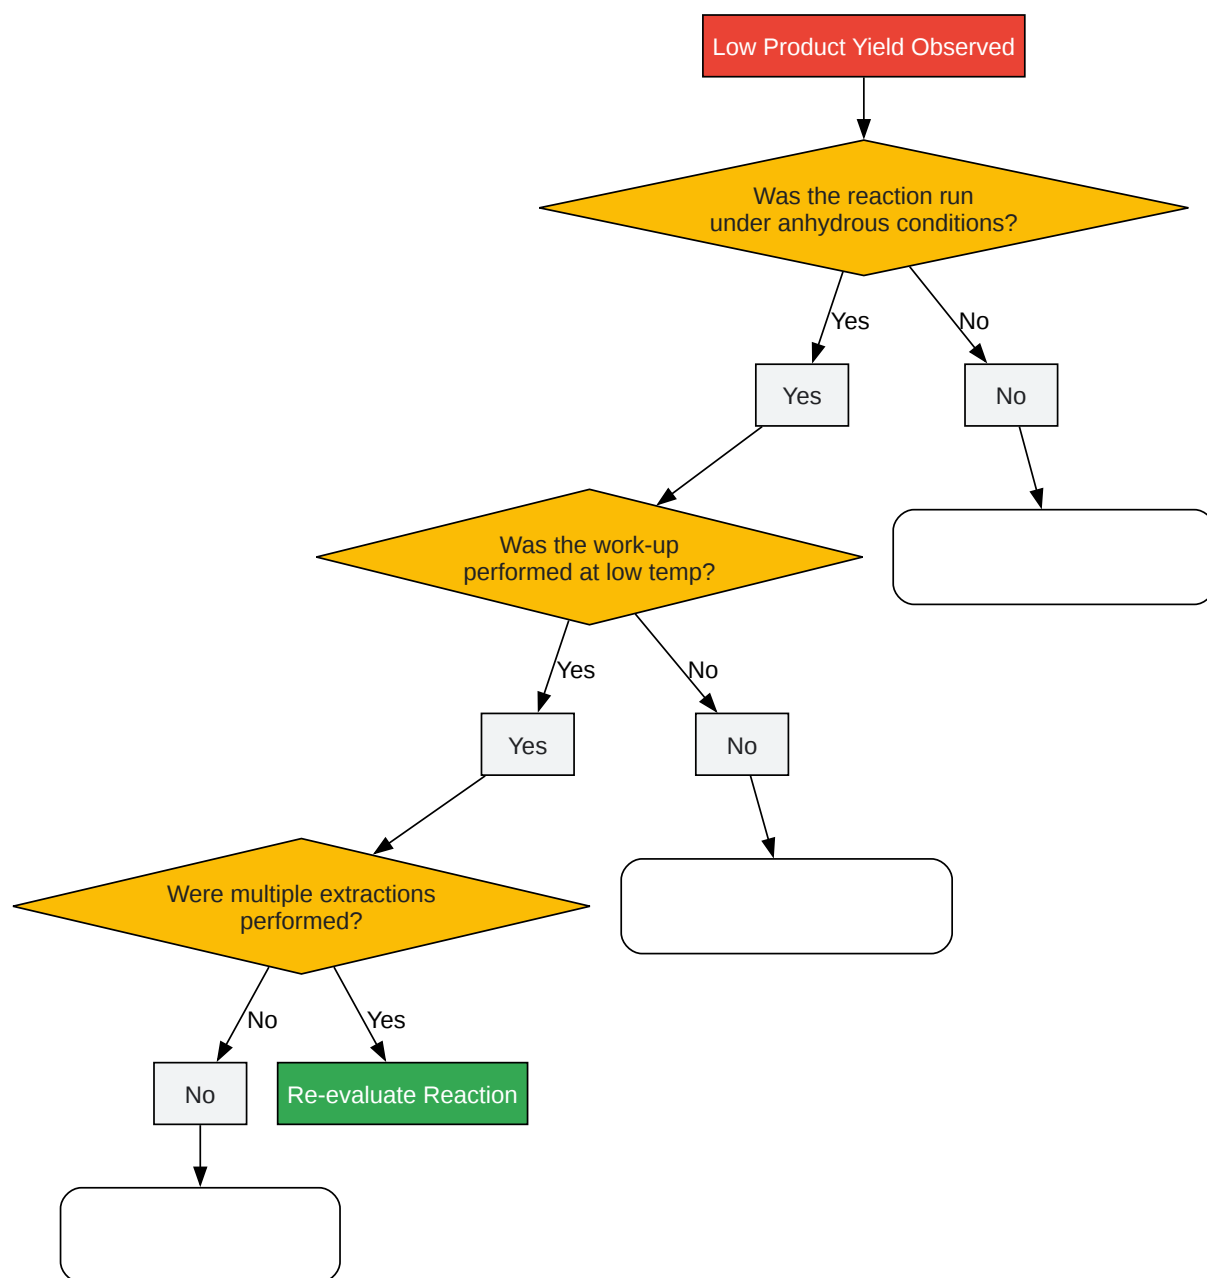 Low Product Yield Observed
Was the reaction run
under anhydrous conditions?
Yes
No
Yes
No
Was the work-up
performed at low temp?
Yes
No
Yes
No
Were multiple extractions
performed?
No
Yes
No
Re-evaluate Reaction